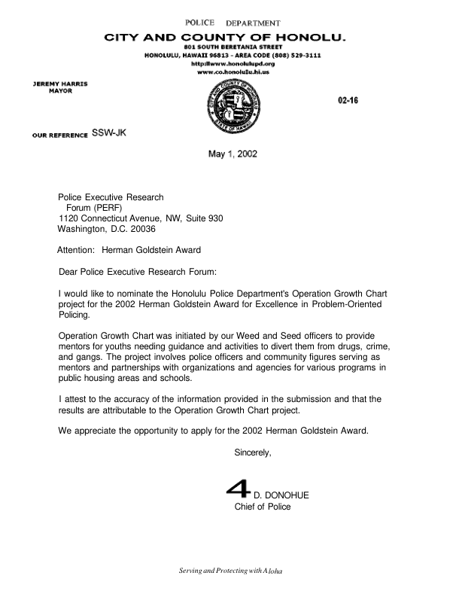 POLICE DEPARTMENT
CITY AND COUNTY OF HONOLU.
801 SOUTH BERETANIA STREET
HONOLULU, HAWAII 96813 - AREA CODE (808) 529-3111
http://www.honolulupd.org
www.co.honolulu.hi.us
JEREMY HARRIS
MAYOR
CITY AND COUNTY OF HONOLULU
STATE OF HAWAII
02-16
OUR REFERENCE SSW-JK
May 1, 2002
Police Executive Research
Forum (PERF)
1120 Connecticut Avenue, NW, Suite 930
Washington, D.C. 20036
Attention: Herman Goldstein Award
Dear Police Executive Research Forum:
I would like to nominate the Honolulu Police Department's Operation Growth Chart
project for the 2002 Herman Goldstein Award for Excellence in Problem-Oriented
Policing.
Operation Growth Chart was initiated by our Weed and Seed officers to provide
mentors for youths needing guidance and activities to divert them from drugs, crime,
and gangs. The project involves police officers and community figures serving as
mentors and partnerships with organizations and agencies for various programs in
public housing areas and schools.
I attest to the accuracy of the information provided in the submission and that the
results are attributable to the Operation Growth Chart project.
We appreciate the opportunity to apply for the 2002 Herman Goldstein Award.
Sincerely,
4 D. DONOHUE
Chief of Police
Serving and Protecting with Aloha